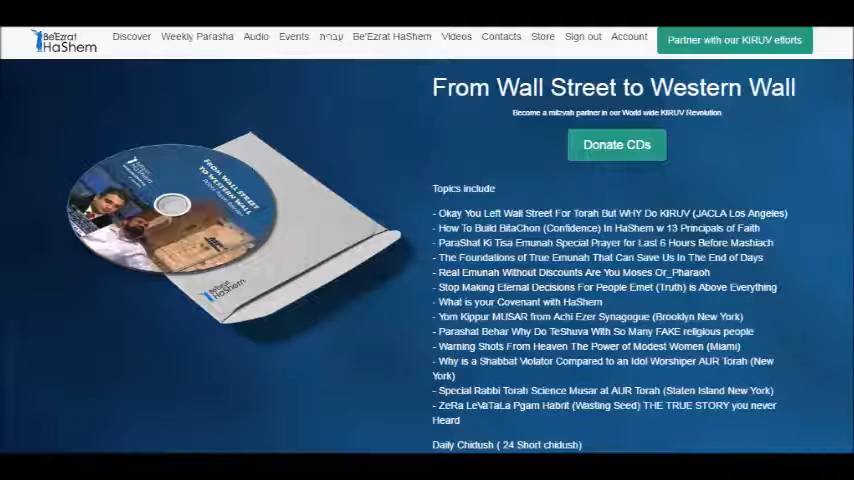 Be'Ezrat
HaShem
Discover Weekly Parasha Audio Events עברית Be'Ezrat HaShem Videos Contacts Store Sign out Account
Partner with our KIRUV efforts
From Wall Street to Western Wall
Become a mitzvah partner in our World wide KIRUV Revolution
Donate CDs
Topics include
- Okay You Left Wall Street For Torah But WHY Do KIRUV (JACLA Los Angeles)
- How To Build BitaChon (Confidence) In HaShem w 13 Principals of Faith
- ParaShat Ki Tisa Emunah Special Prayer for Last 6 Hours Before Mashiach
- The Foundations of True Emunah That Can Save Us In The End of Days
- Real Emunah Without Discounts Are You Moses Or_Pharaoh
- Stop Making Eternal Decisions For People Emet (Truth) is Above Everything
- What is your Covenant with HaShem
- Yom Kippur MUSAR from Achi Ezer Synagogue (Brooklyn New York)
- Parashat Behar Why Do TeShuva With So Many FAKE religious people
- Warning Shots From Heaven The Power of Modest Women (Miami)
- Why is a Shabbat Violator Compared to an Idol Worshiper AUR Torah (New
York)
- Special Rabbi Torah Science Musar at AUR Torah (Staten Island New York)
- ZeRa LeVaTaLa Pgam Habrit (Wasting Seed) THE TRUE STORY you never
Heard
Daily Chidush ( 24 Short chidush)
Be'Ezrat
HaShem
FROM WALL STREET
TO WESTERN WALL
Be'Ezrat
HaShem